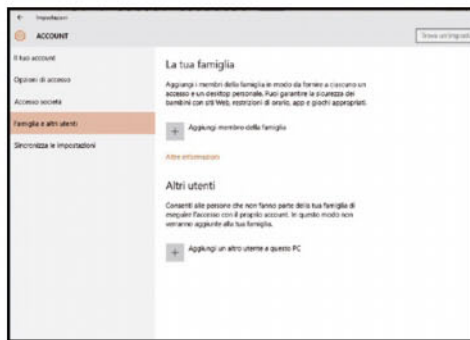 Impostazioni
ACCOUNT
Trova un'impost
Il tuo account
Opzioni di accesso
Accesso società
Famiglia e altri utenti
Sincronizza le impostazioni
La tua famiglia
Aggiungi i membri della famiglia in modo da fornire a ciascuno un
accesso e un desktop personale. Puoi garantire la sicurezza dei
bambini con siti Web, restrizioni di orario, app e giochi appropriati.
Aggiungi membro della famiglia
Altre informazioni
Altri utenti
Consenti alle persone che non fanno parte della tua famiglia di
eseguire l'accesso con il proprio account. In questo modo non
verranno aggiunte alla tua famiglia.
Aggiungi un altro utente a questo PC